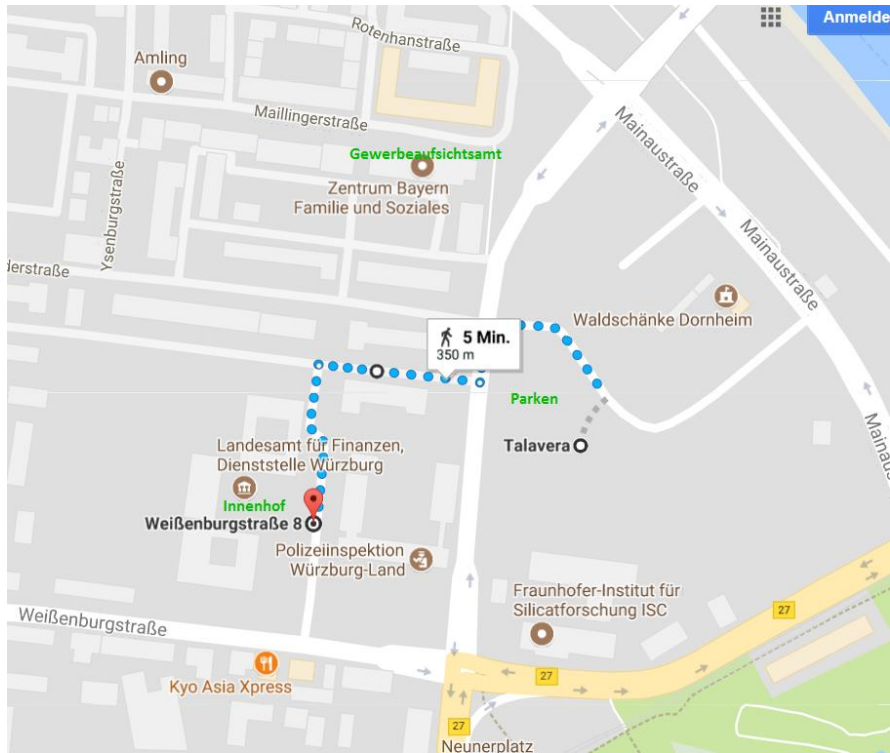 Anmelde
Rotenhanstraße
Amling
Maillingerstraße
Mainaustraße
Gewerbeaufsichtsamt
Zentrum Bayern
Familie und Soziales
Ysenburgstraße
derstraße
Mainaustraße
Waldschänke Dornheim
5 Min.
350 m
Parken
Talavera
Mainaus
Landesamt für Finanzen,
Dienststelle Würzburg
Innenhof
Weißenburgstraße 8
Polizeiinspektion
Würzburg-Land
Fraunhofer-Institut für
Silicatforschung ISC
27
Weißenburgstraße
Kyo Asia Xpress
27
27
Neunerplatz